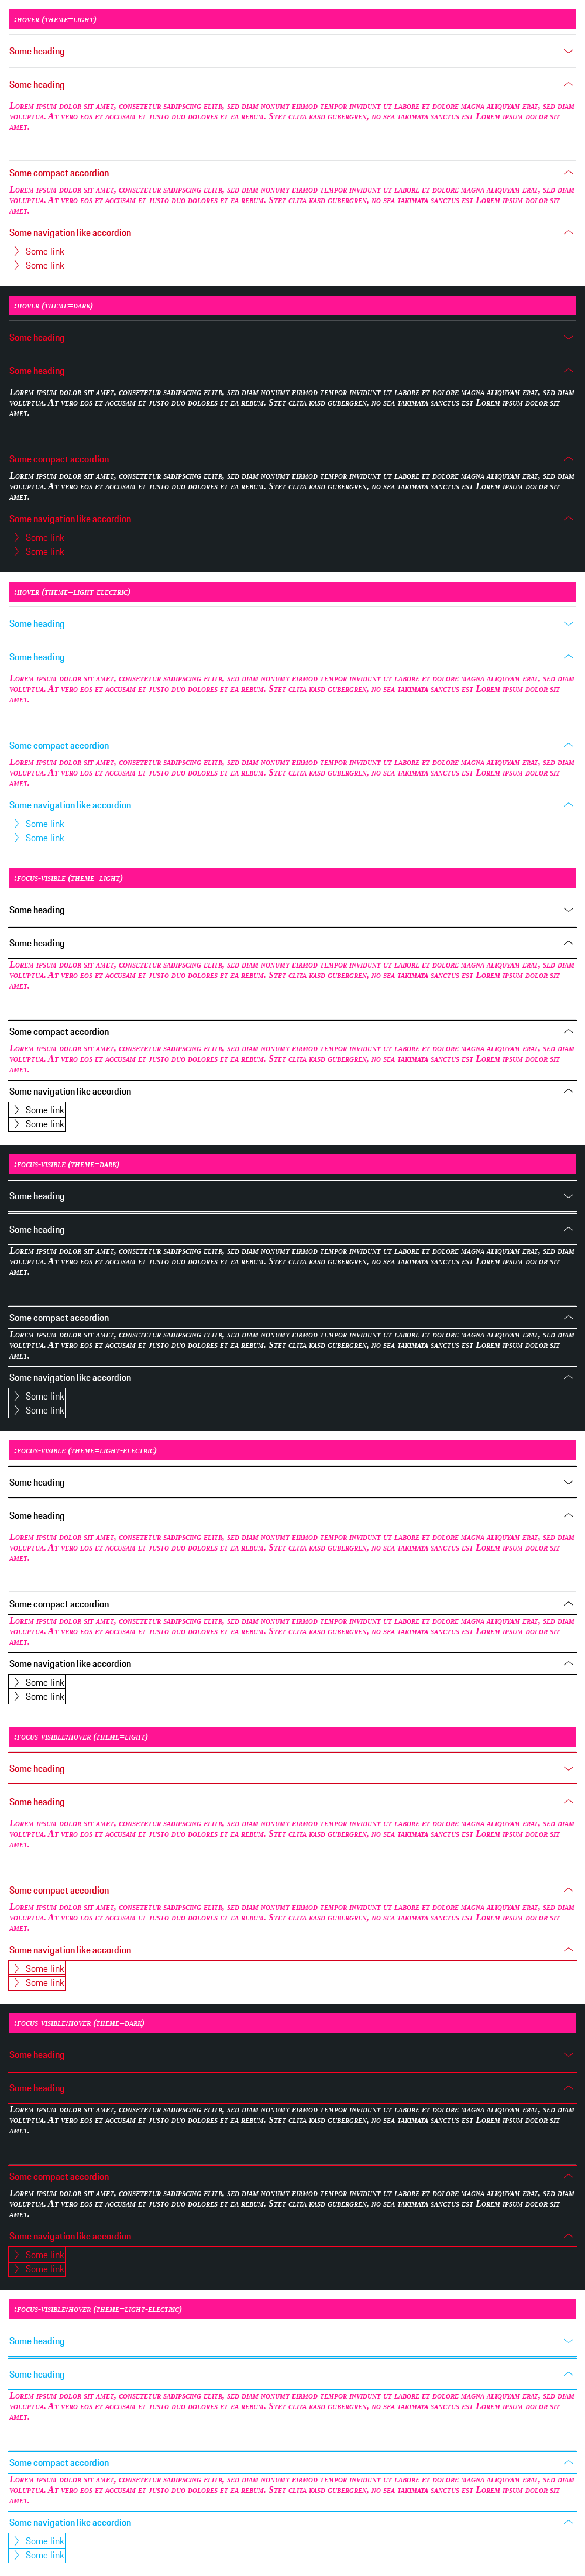 :hover (theme=light)
Some heading
Some heading
Lorem ipsum dolor sit amet, consetetur sadipscing elitr, sed diam nonumy eirmod tempor invidunt ut labore et dolore magna aliquyam erat, sed diam
voluptua. At vero eos et accusam et justo duo dolores et ea rebum. Stet clita kasd gubergren, no sea takimata sanctus est Lorem ipsum dolor sit
amet.
Some compact accordion
Lorem ipsum dolor sit amet, consetetur sadipscing elitr, sed diam nonumy eirmod tempor invidunt ut labore et dolore magna aliquyam erat, sed diam
voluptua. At vero eos et accusam et justo duo dolores et ea rebum. Stet clita kasd gubergren, no sea takimata sanctus est Lorem ipsum dolor sit
amet.
Some navigation like accordion
Some link
Some link
:hover (theme=dark)
Some heading
Some heading
Lorem ipsum dolor sit amet, consetetur sadipscing elitr, sed diam nonumy eirmod tempor invidunt ut labore et dolore magna aliquyam erat, sed diam
voluptua. At vero eos et accusam et justo duo dolores et ea rebum. Stet clita kasd gubergren, no sea takimata sanctus est Lorem ipsum dolor sit
amet.
Some compact accordion
Lorem ipsum dolor sit amet, consetetur sadipscing elitr, sed diam nonumy eirmod tempor invidunt ut labore et dolore magna aliquyam erat, sed diam
voluptua. At vero eos et accusam et justo duo dolores et ea rebum. Stet clita kasd gubergren, no sea takimata sanctus est Lorem ipsum dolor sit
amet.
Some navigation like accordion
Some link
Some link
:hover (theme=light-electric)
Some heading
Some heading
Lorem ipsum dolor sit amet, consetetur sadipscing elitr, sed diam nonumy eirmod tempor invidunt ut labore et dolore magna aliquyam erat, sed diam
voluptua. At vero eos et accusam et justo duo dolores et ea rebum. Stet clita kasd gubergren, no sea takimata sanctus est Lorem ipsum dolor sit
amet.
Some compact accordion
Lorem ipsum dolor sit amet, consetetur sadipscing elitr, sed diam nonumy eirmod tempor invidunt ut labore et dolore magna aliquyam erat, sed diam
voluptua. At vero eos et accusam et justo duo dolores et ea rebum. Stet clita kasd gubergren, no sea takimata sanctus est Lorem ipsum dolor sit
amet.
Some navigation like accordion
Some link
Some link
:focus-visible (theme=light)
Some heading
Some heading
Lorem ipsum dolor sit amet, consetetur sadipscing elitr, sed diam nonumy eirmod tempor invidunt ut labore et dolore magna aliquyam erat, sed diam
voluptua. At vero eos et accusam et justo duo dolores et ea rebum. Stet clita kasd gubergren, no sea takimata sanctus est Lorem ipsum dolor sit
amet.
Some compact accordion
Lorem ipsum dolor sit amet, consetetur sadipscing elitr, sed diam nonumy eirmod tempor invidunt ut labore et dolore magna aliquyam erat, sed diam
voluptua. At vero eos et accusam et justo duo dolores et ea rebum. Stet clita kasd gubergren, no sea takimata sanctus est Lorem ipsum dolor sit
amet.
Some navigation like accordion
Some link
Some link
:focus-visible (theme=dark)
Some heading
Some heading
Lorem ipsum dolor sit amet, consetetur sadipscing elitr, sed diam nonumy eirmod tempor invidunt ut labore et dolore magna aliquyam erat, sed diam
voluptua. At vero eos et accusam et justo duo dolores et ea rebum. Stet clita kasd gubergren, no sea takimata sanctus est Lorem ipsum dolor sit
amet.
Some compact accordion
Lorem ipsum dolor sit amet, consetetur sadipscing elitr, sed diam nonumy eirmod tempor invidunt ut labore et dolore magna aliquyam erat, sed diam
voluptua. At vero eos et accusam et justo duo dolores et ea rebum. Stet clita kasd gubergren, no sea takimata sanctus est Lorem ipsum dolor sit
amet.
Some navigation like accordion
Some link
Some link
:focus-visible (theme=light-electric)
Some heading
Some heading
Lorem ipsum dolor sit amet, consetetur sadipscing elitr, sed diam nonumy eirmod tempor invidunt ut labore et dolore magna aliquyam erat, sed diam
voluptua. At vero eos et accusam et justo duo dolores et ea rebum. Stet clita kasd gubergren, no sea takimata sanctus est Lorem ipsum dolor sit
amet.
Some compact accordion
Lorem ipsum dolor sit amet, consetetur sadipscing elitr, sed diam nonumy eirmod tempor invidunt ut labore et dolore magna aliquyam erat, sed diam
voluptua. At vero eos et accusam et justo duo dolores et ea rebum. Stet clita kasd gubergren, no sea takimata sanctus est Lorem ipsum dolor sit
amet.
Some navigation like accordion
Some link
Some link
:focus-visible:hover (theme=light)
Some heading
Some heading
Lorem ipsum dolor sit amet, consetetur sadipscing elitr, sed diam nonumy eirmod tempor invidunt ut labore et dolore magna aliquyam erat, sed diam
voluptua. At vero eos et accusam et justo duo dolores et ea rebum. Stet clita kasd gubergren, no sea takimata sanctus est Lorem ipsum dolor sit
amet.
Some compact accordion
Lorem ipsum dolor sit amet, consetetur sadipscing elitr, sed diam nonumy eirmod tempor invidunt ut labore et dolore magna aliquyam erat, sed diam
voluptua. At vero eos et accusam et justo duo dolores et ea rebum. Stet clita kasd gubergren, no sea takimata sanctus est Lorem ipsum dolor sit
amet.
Some navigation like accordion
Some link
Some link
:focus-visible:hover (theme=dark)
Some heading
Some heading
Lorem ipsum dolor sit amet, consetetur sadipscing elitr, sed diam nonumy eirmod tempor invidunt ut labore et dolore magna aliquyam erat, sed diam
voluptua. At vero eos et accusam et justo duo dolores et ea rebum. Stet clita kasd gubergren, no sea takimata sanctus est Lorem ipsum dolor sit
amet.
Some compact accordion
Lorem ipsum dolor sit amet, consetetur sadipscing elitr, sed diam nonumy eirmod tempor invidunt ut labore et dolore magna aliquyam erat, sed diam
voluptua. At vero eos et accusam et justo duo dolores et ea rebum. Stet clita kasd gubergren, no sea takimata sanctus est Lorem ipsum dolor sit
amet.
Some navigation like accordion
Some link
Some link
:focus-visible:hover (theme=light-electric)
Some heading
Some heading
Lorem ipsum dolor sit amet, consetetur sadipscing elitr, sed diam nonumy eirmod tempor invidunt ut labore et dolore magna aliquyam erat, sed diam
voluptua. At vero eos et accusam et justo duo dolores et ea rebum. Stet clita kasd gubergren, no sea takimata sanctus est Lorem ipsum dolor sit
amet.
Some compact accordion
Lorem ipsum dolor sit amet, consetetur sadipscing elitr, sed diam nonumy eirmod tempor invidunt ut labore et dolore magna aliquyam erat, sed diam
voluptua. At vero eos et accusam et justo duo dolores et ea rebum. Stet clita kasd gubergren, no sea takimata sanctus est Lorem ipsum dolor sit
amet.
Some navigation like accordion
Some link
Some link